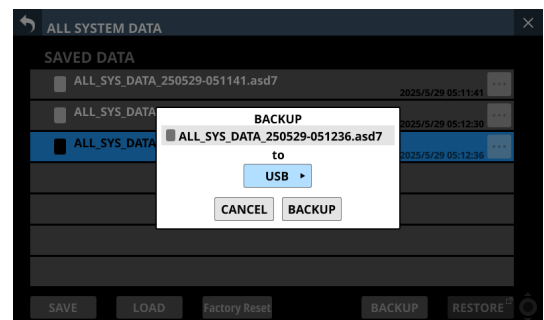 ALL SYSTEM DATA
SAVED DATA
ALL_SYS_DATA_250529-051141.asd7
2025/5/29 05:11:41
ALL_SYS_DATA
2025/5/29 05:12:30
ALL_SYS_DATA
2025/5/29 05:12:36
BACKUP
ALL_SYS_DATA_250529-051236.asd7
to
USB
CANCEL BACKUP
SAVE LOAD Factory Reset BACKUP RESTORE